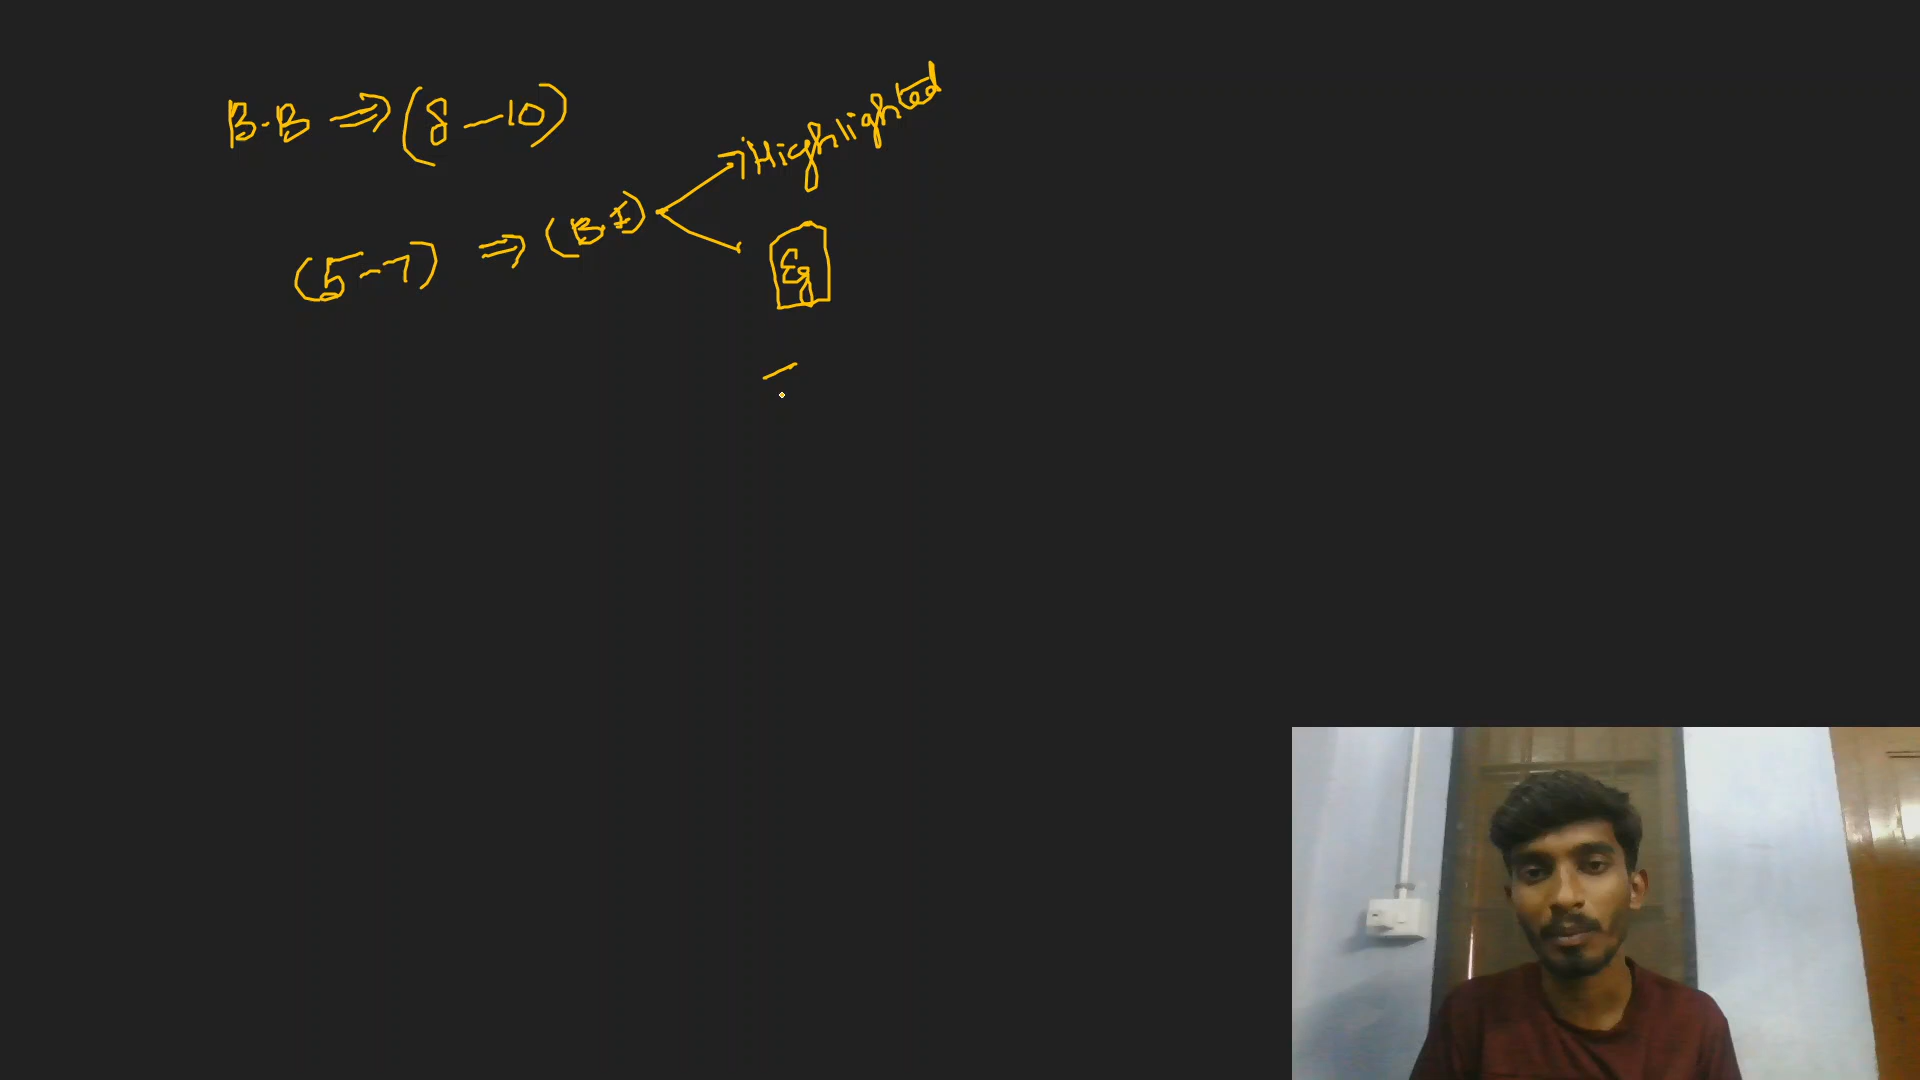 B.B ⇒ (8-10)
(5-7) ⇒ (B.I)
→ Highlighted
Eg